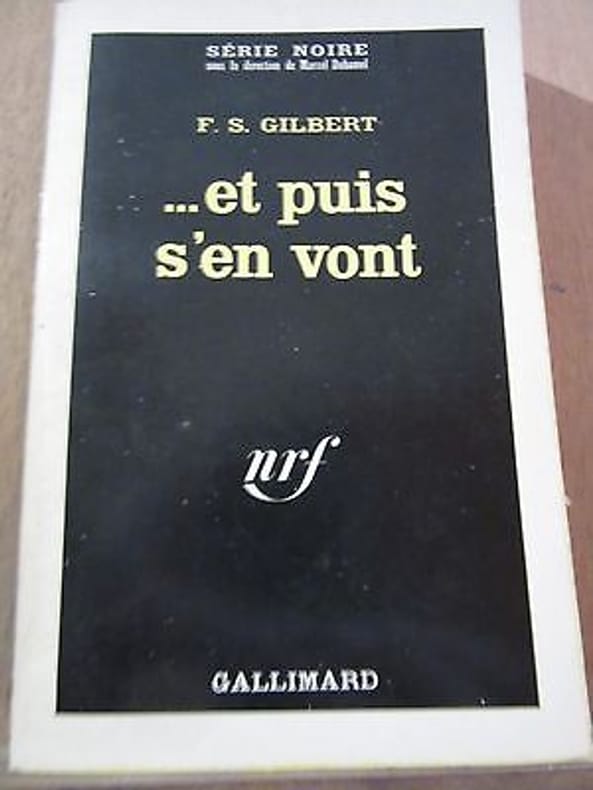 SÉRIE NOIRE
sous la direction de Marcel Duhamel
F. S. GILBERT
...et puis
s'en vont
nrf
GALLIMARD